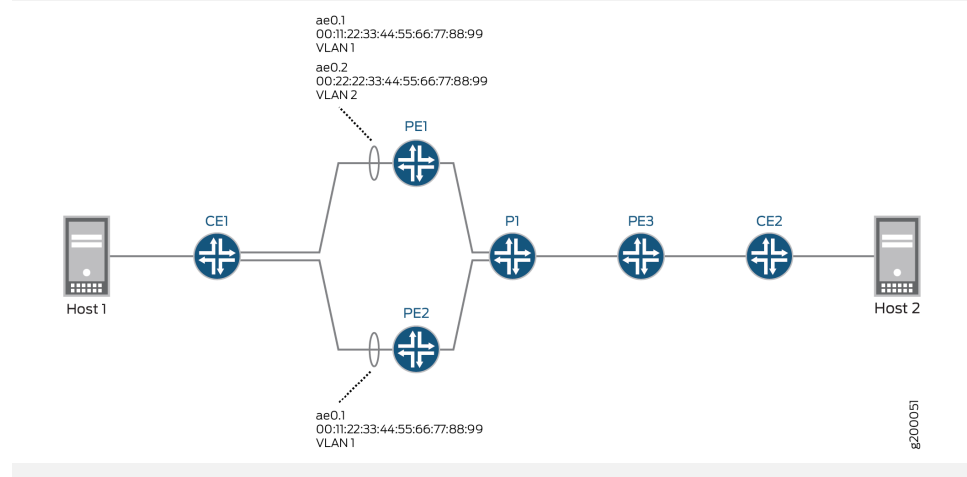 ae0.1
00:11:22:33:44:55:66:77:88:99
VLAN 1
ae0.2
00:22:22:33:44:55:66:77:88:99
VLAN 2
PE1
CE1
P1
PE3
CE2
Host 1
Host 2
PE2
ae0.1
00:11:22:33:44:55:66:77:88:99
VLAN 1
g200051